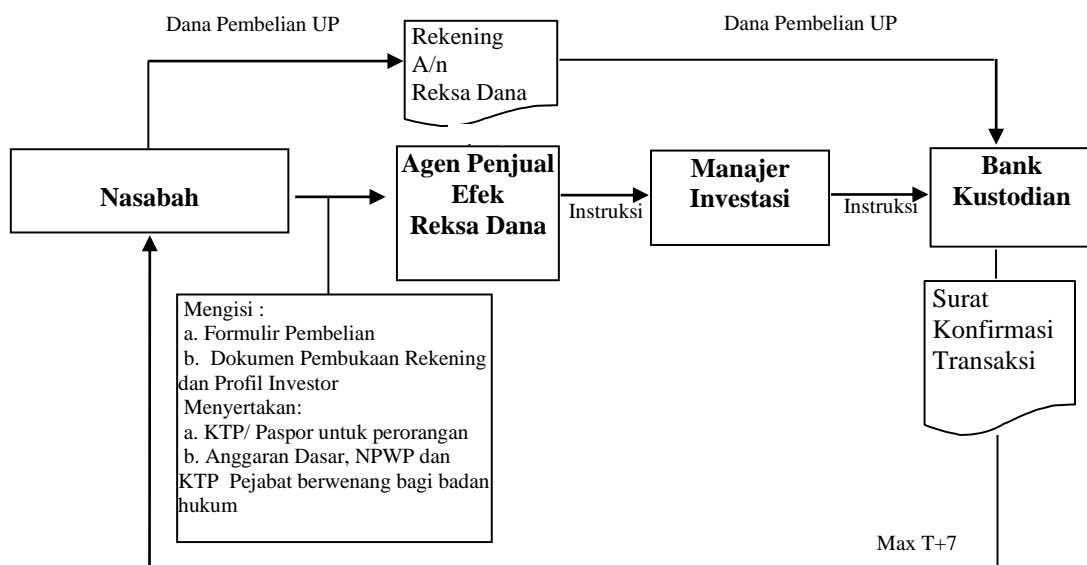 Dana Pembelian UP
Dana Pembelian UP
Rekening
A/n
Reksa Dana
Nasabah
Agen Penjual
Efek
Reksa Dana
Instruksi
Manajer
Investasi
Instruksi
Bank
Kustodian
Mengisi :
a. Formulir Pembelian
b. Dokumen Pembukaan Rekening
dan Profil Investor
Menyertakan:
a. KTP/ Paspor untuk perorangan
b. Anggaran Dasar, NPWP dan
KTP Pejabat berwenang bagi badan
hukum
Surat
Konfirmasi
Transaksi
Max T+7